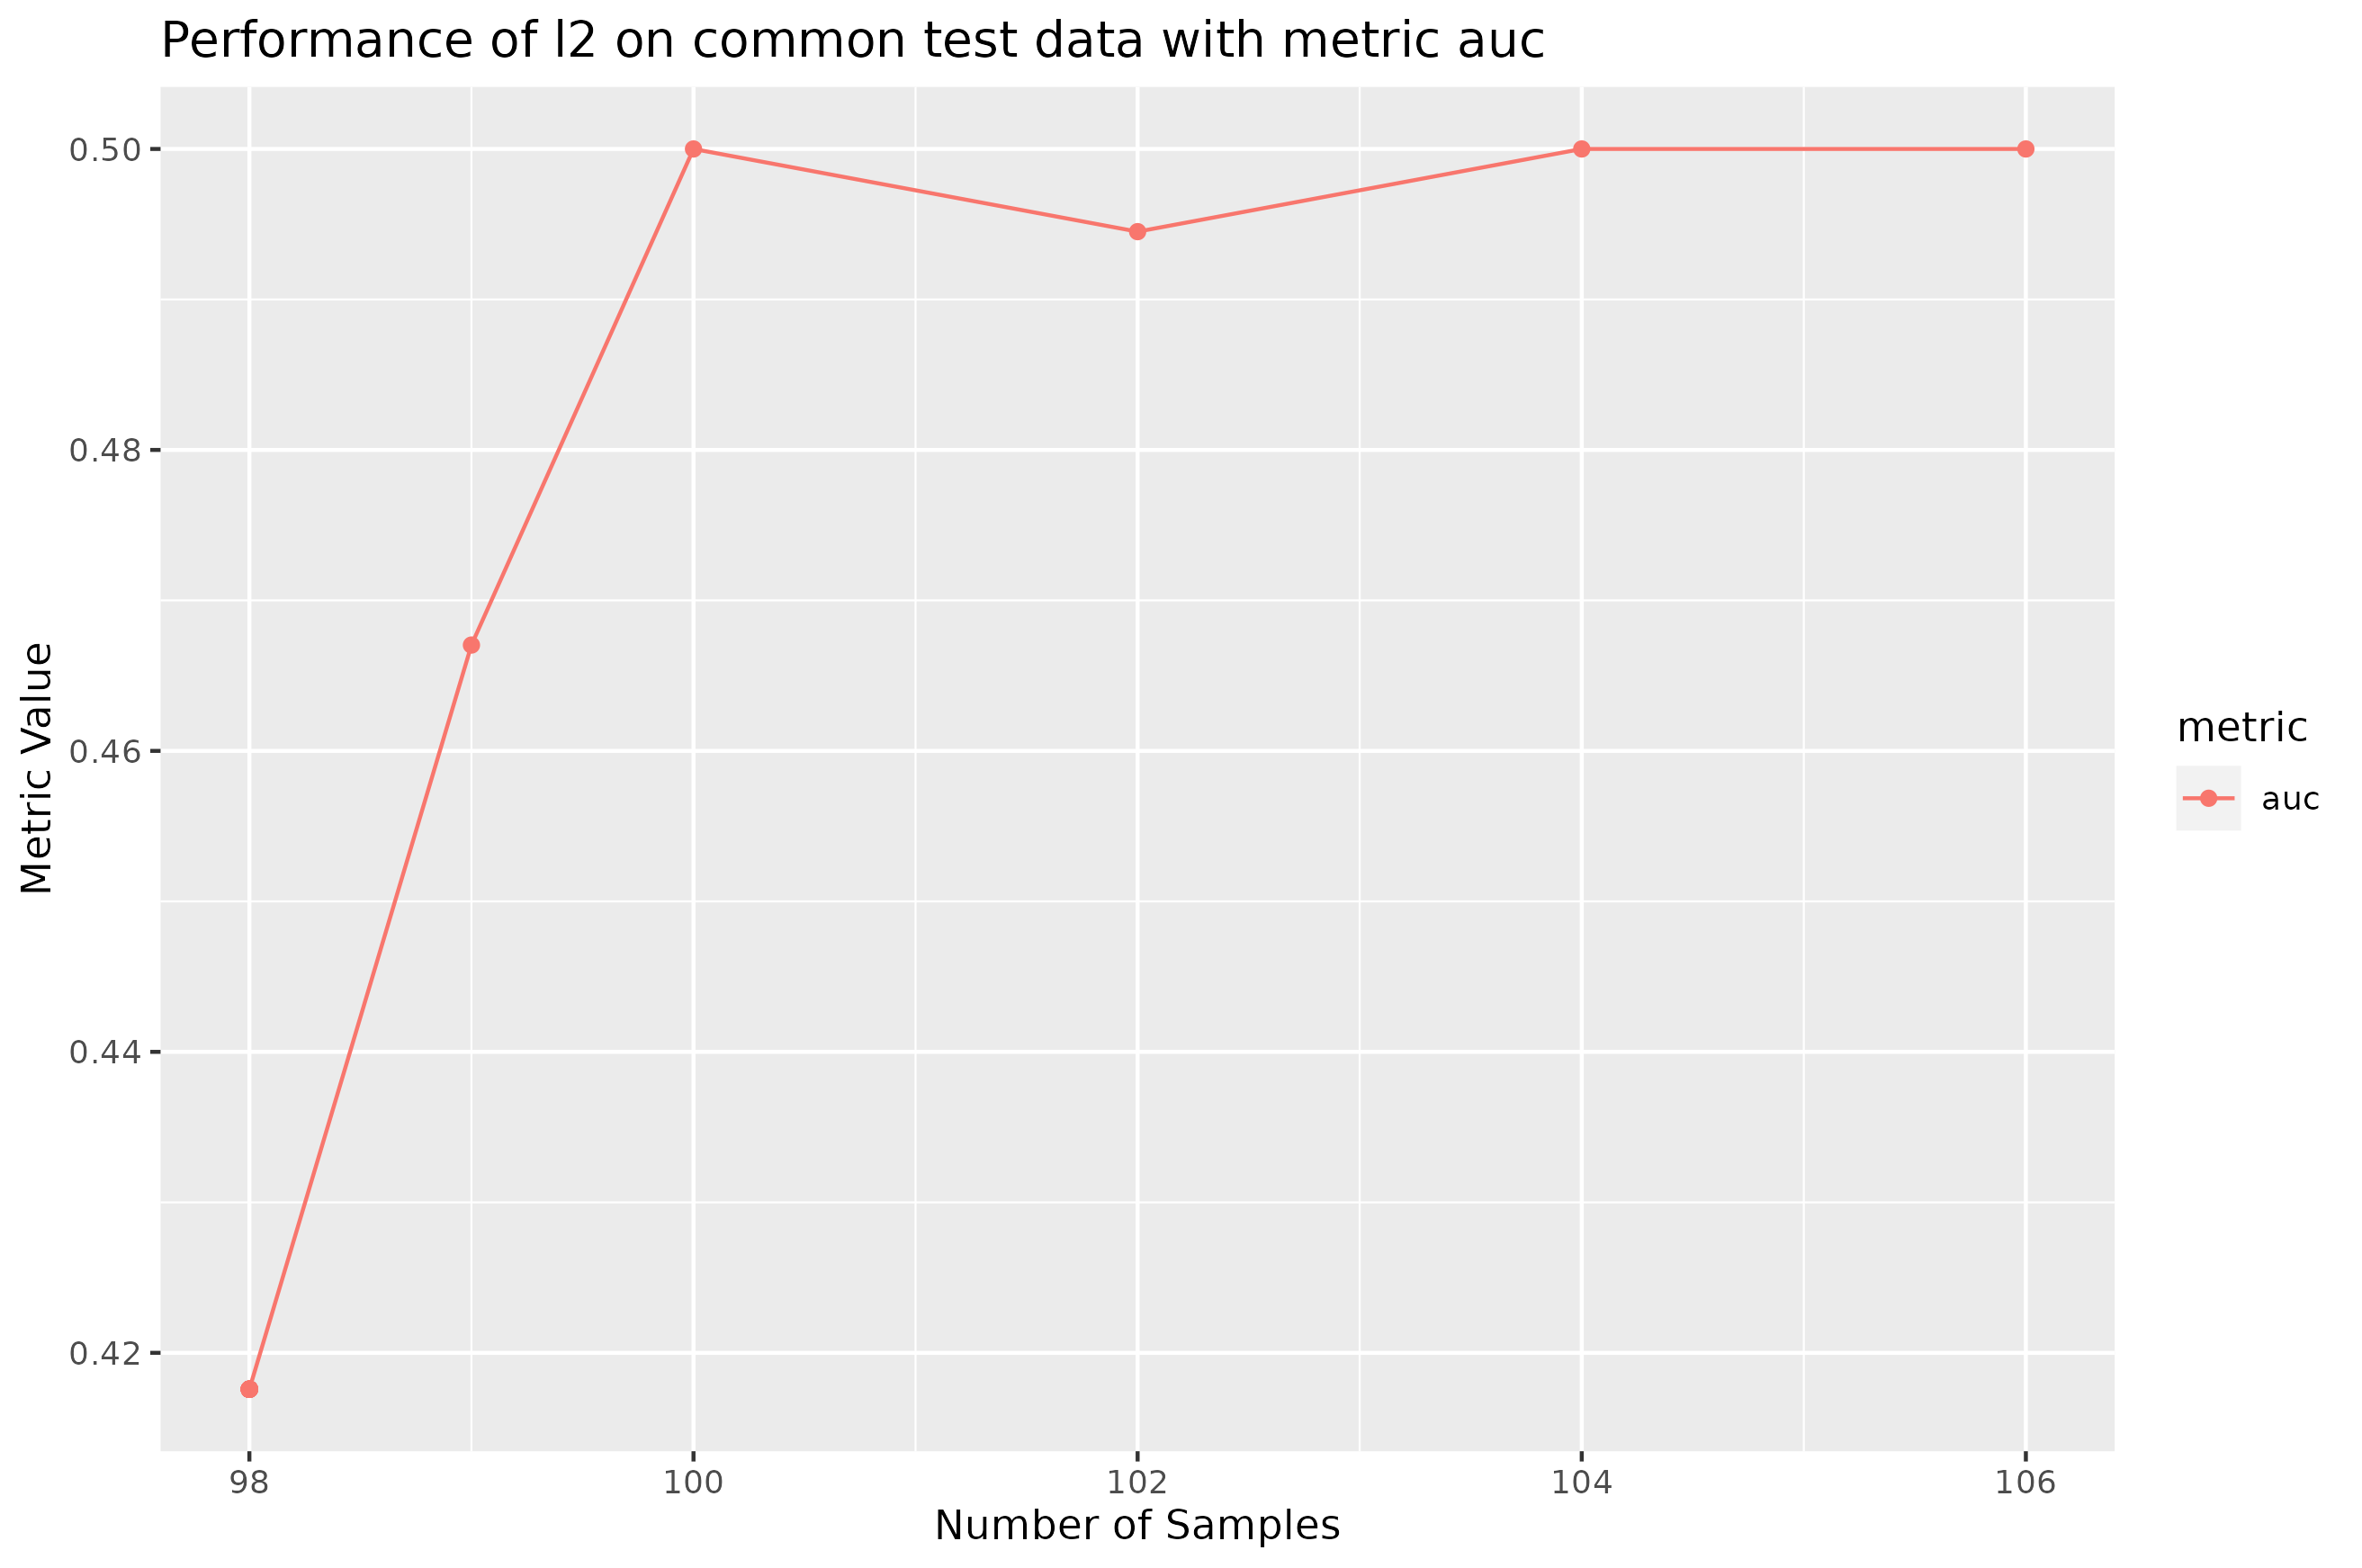 Performance of l2 on common test data with metric auc
Metric Value
0.50
0.48
0.46
0.44
0.42
98 100 102 104 106
Number of Samples
metric
auc